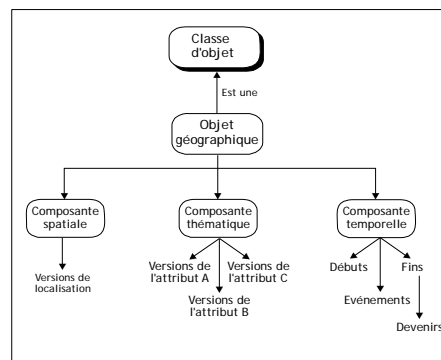 Classe
d'objet
Est une
Objet
géographique
Composante
spatiale
Composante
thématique
Composante
temporelle
Versions de
localisation
Versions de
l'attribut A
Versions de
l'attribut B
Versions de
l'attribut C
Débuts
Evénements
Fins
Devenirs